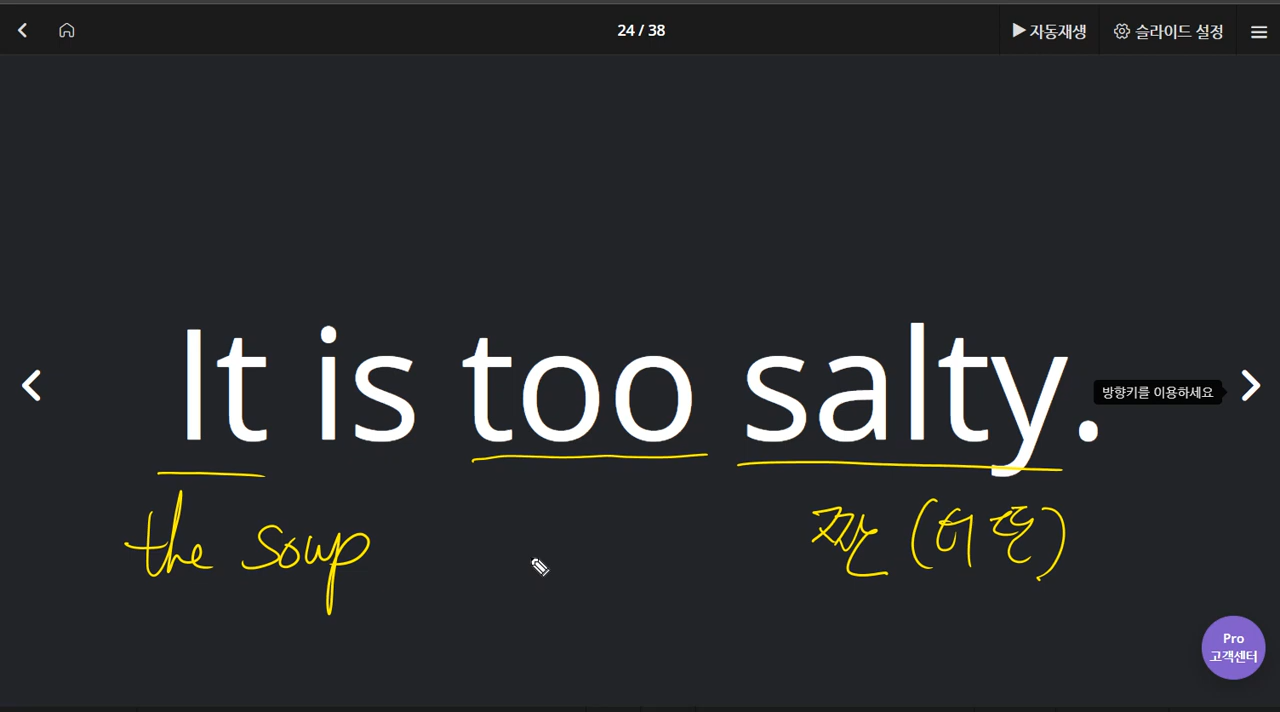 24 / 38
자동재생
슬라이드 설정
It is too salty.
방향키를 이용하세요
the soup
짠 (어떤)
Pro
고객센터